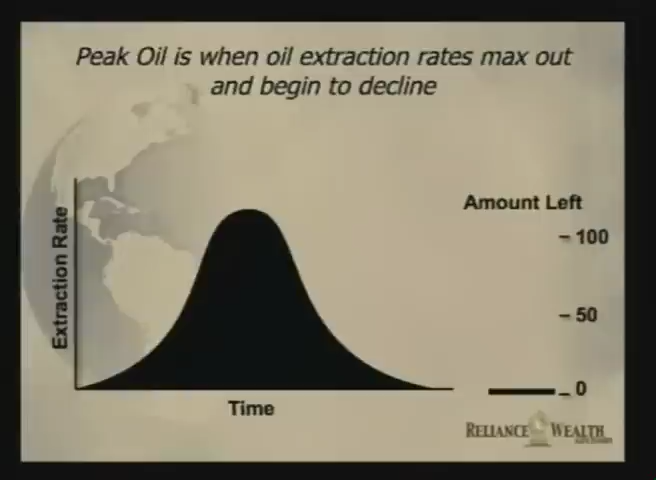 Peak Oil is when oil extraction rates max out
and begin to decline
Amount Left
– 100
– 50
– 0
Extraction Rate
Time
RELIANCE WEALTH